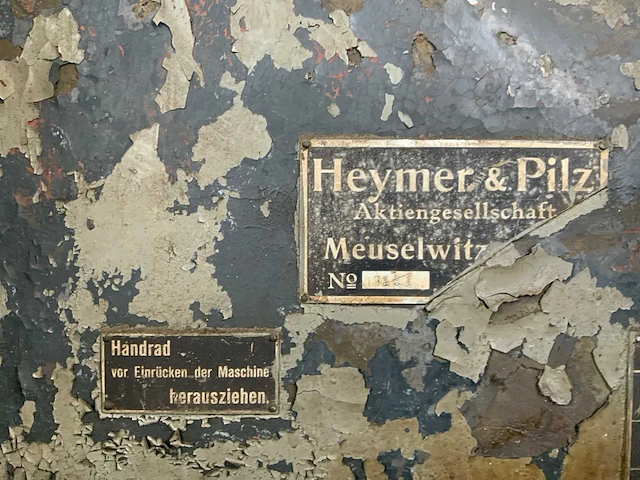 Heymer & Pilz
Aktiengesellschaft
Meuselwitz
No
Handrad
vor Einrücken der Maschine
herausziehen.